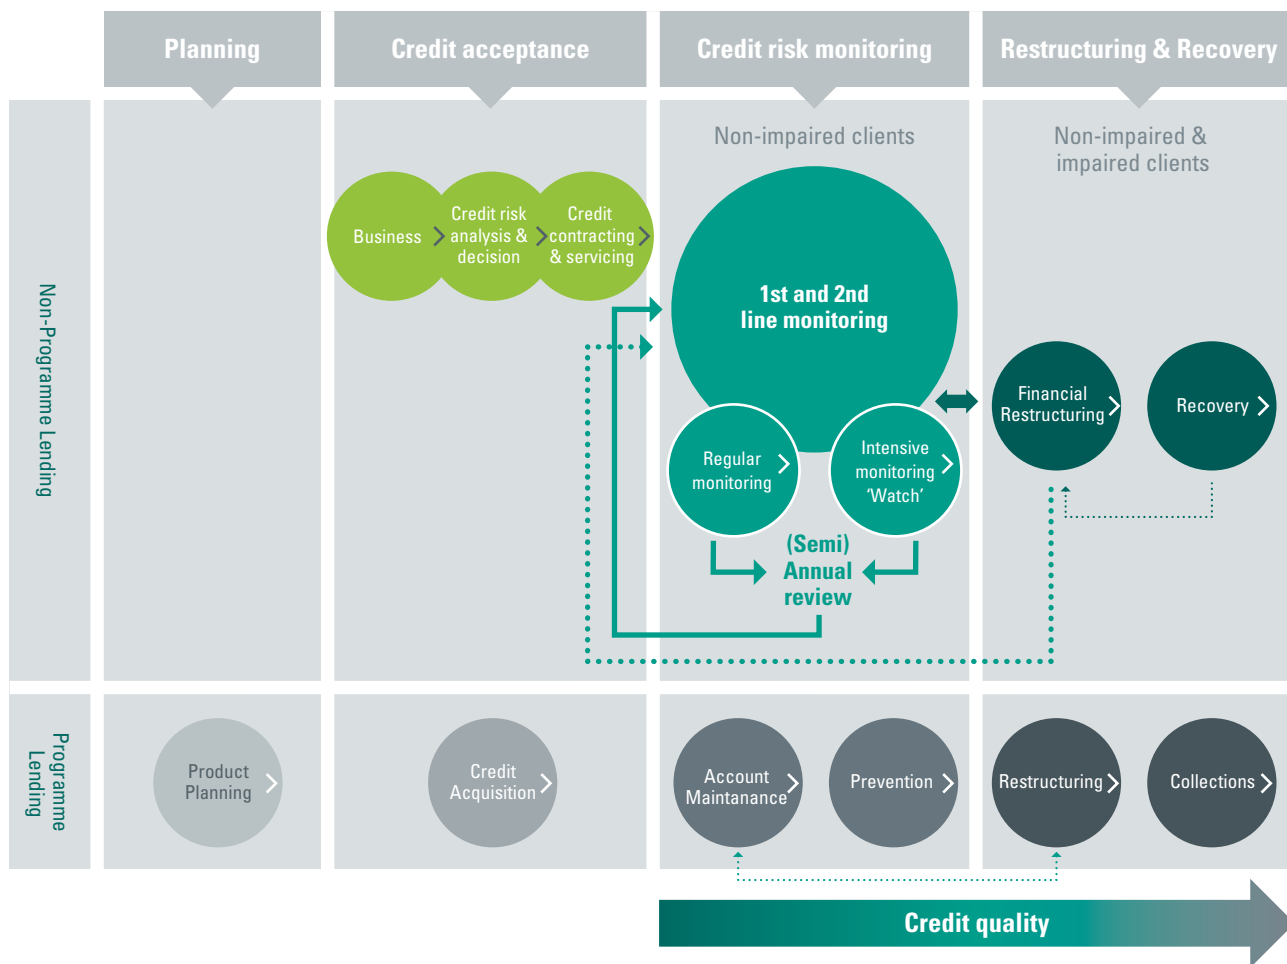 Planning
Credit acceptance
Credit risk monitoring
Restructuring & Recovery
Non-Programme Lending
Non-impaired clients
Non-impaired &
impaired clients
Business
Credit risk
analysis &
decision
Credit
contracting
& servicing
1st and 2nd
line monitoring
Regular
monitoring
Intensive
monitoring
‘Watch’
(Semi)
Annual
review
Financial
Restructuring
Recovery
Programme
Lending
Product
Planning
Credit
Acquisition
Account
Maintanance
Prevention
Restructuring
Collections
Credit quality